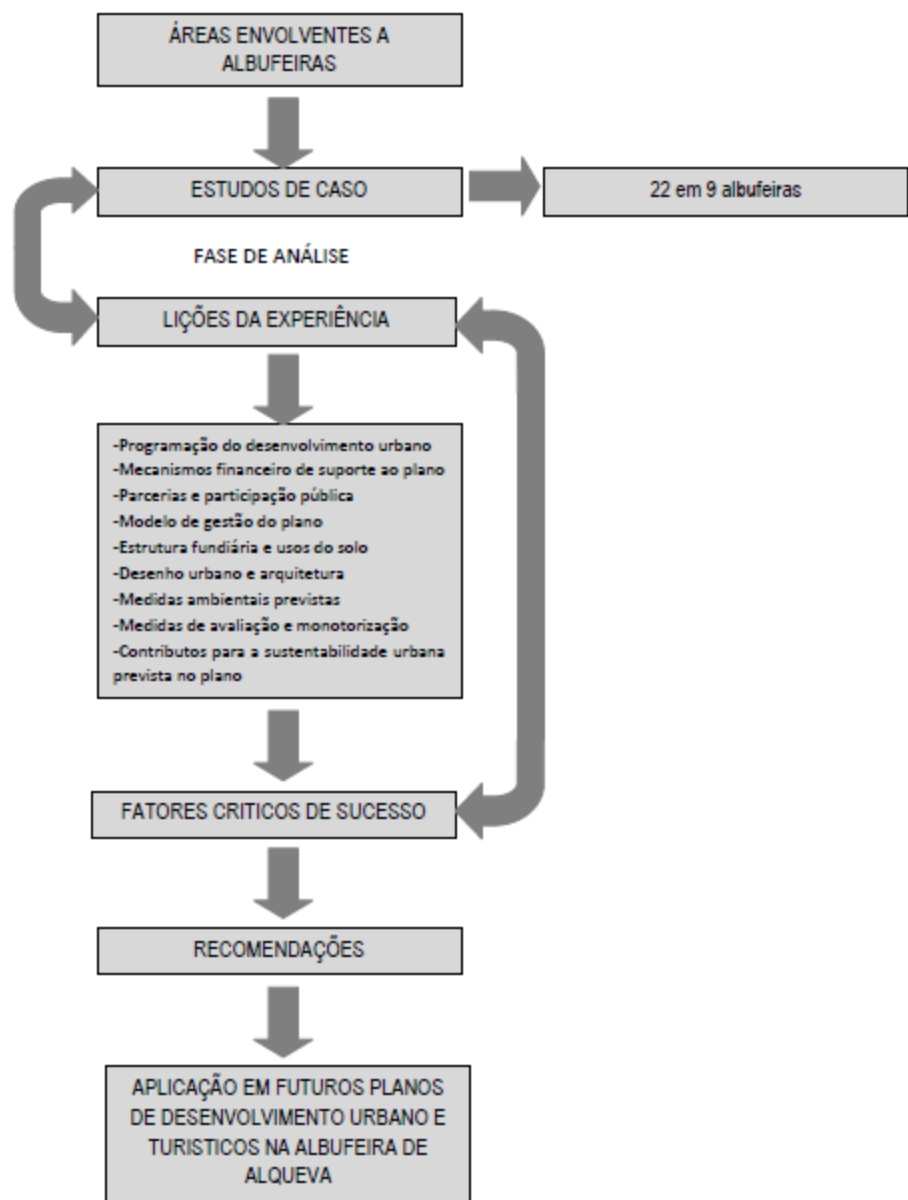 ÁREAS ENVOLVENTES A
ALBUFEIRAS
ESTUDOS DE CASO
22 em 9 albufeiras
FASE DE ANÁLISE
LIÇÕES DA EXPERIÊNCIA
-Programação do desenvolvimento urbano
-Mecanismos financeiro de suporte ao plano
-Parcerias e participação pública
-Modelo de gestão do plano
-Estrutura fundiária e usos do solo
-Desenho urbano e arquitetura
-Medidas ambientais previstas
-Medidas de avaliação e monotorização
-Contributos para a sustentabilidade urbana
prevista no plano
FATORES CRITICOS DE SUCESSO
RECOMENDAÇÕES
APLICAÇÃO EM FUTUROS PLANOS
DE DESENVOLVIMENTO URBANO E
TURISTICOS NA ALBUFEIRA DE
ALQUEVA